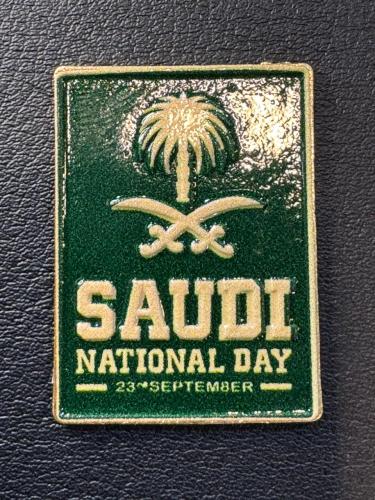 SAUDI
NATIONAL DAY
23rd SEPTEMBER